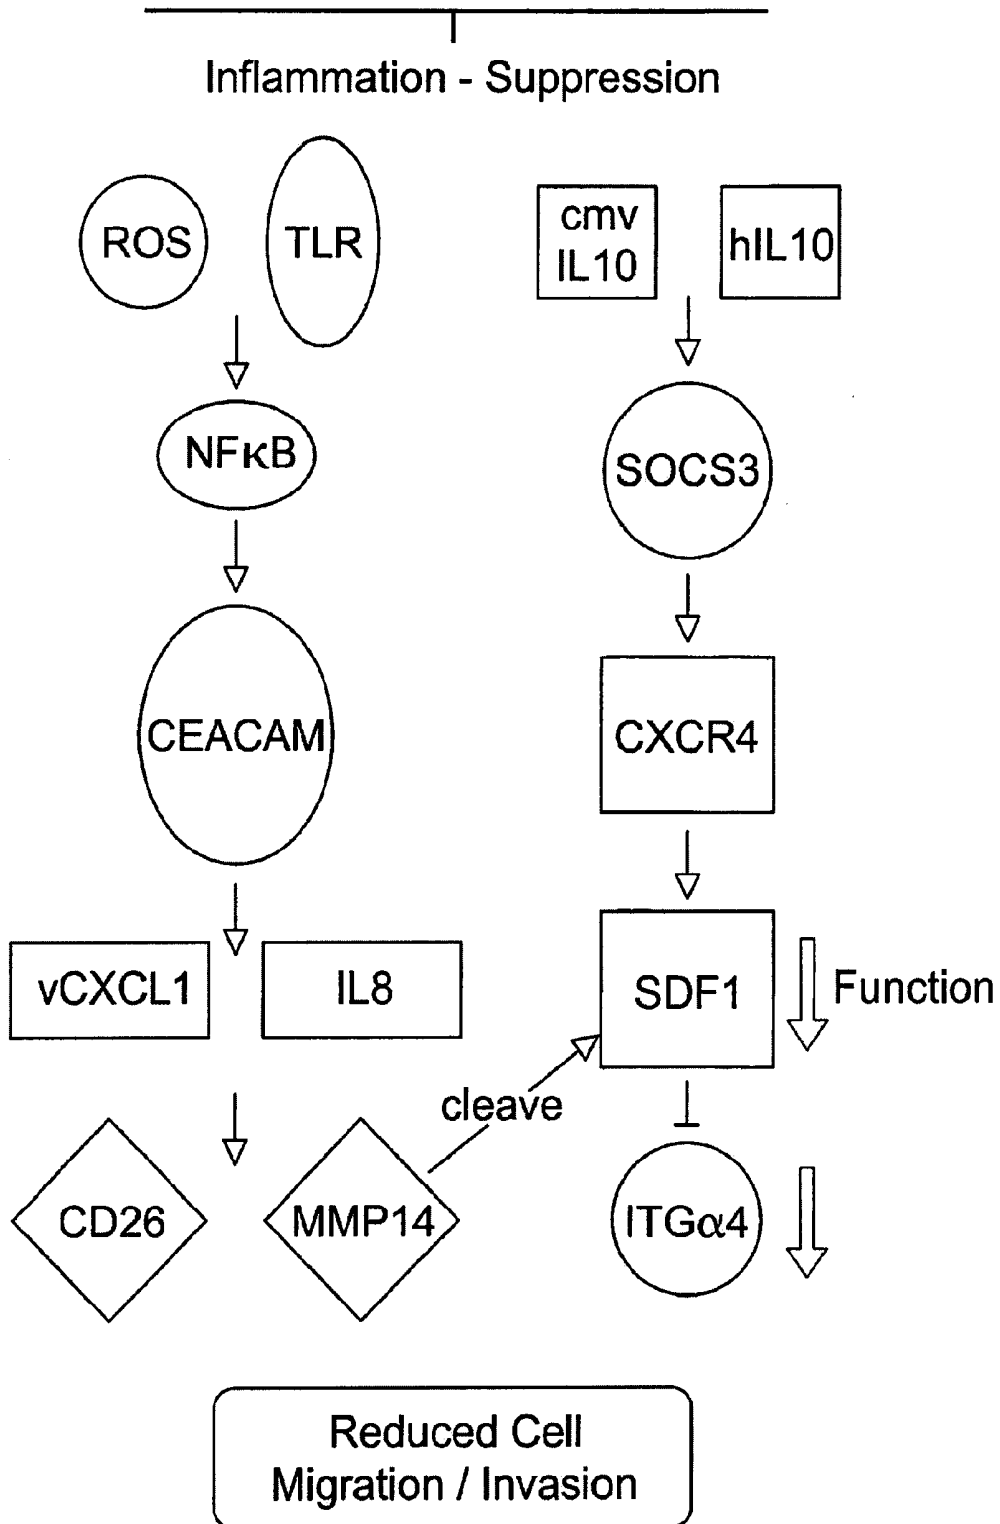 Inflammation - Suppression
ROS
TLR
cmv
IL10
hIL10
NFκB
SOCS3
CEACAM
CXCR4
vCXCL1
IL8
SDF1
Function
cleave
CD26
MMP14
ITGα4
Reduced Cell
Migration / Invasion